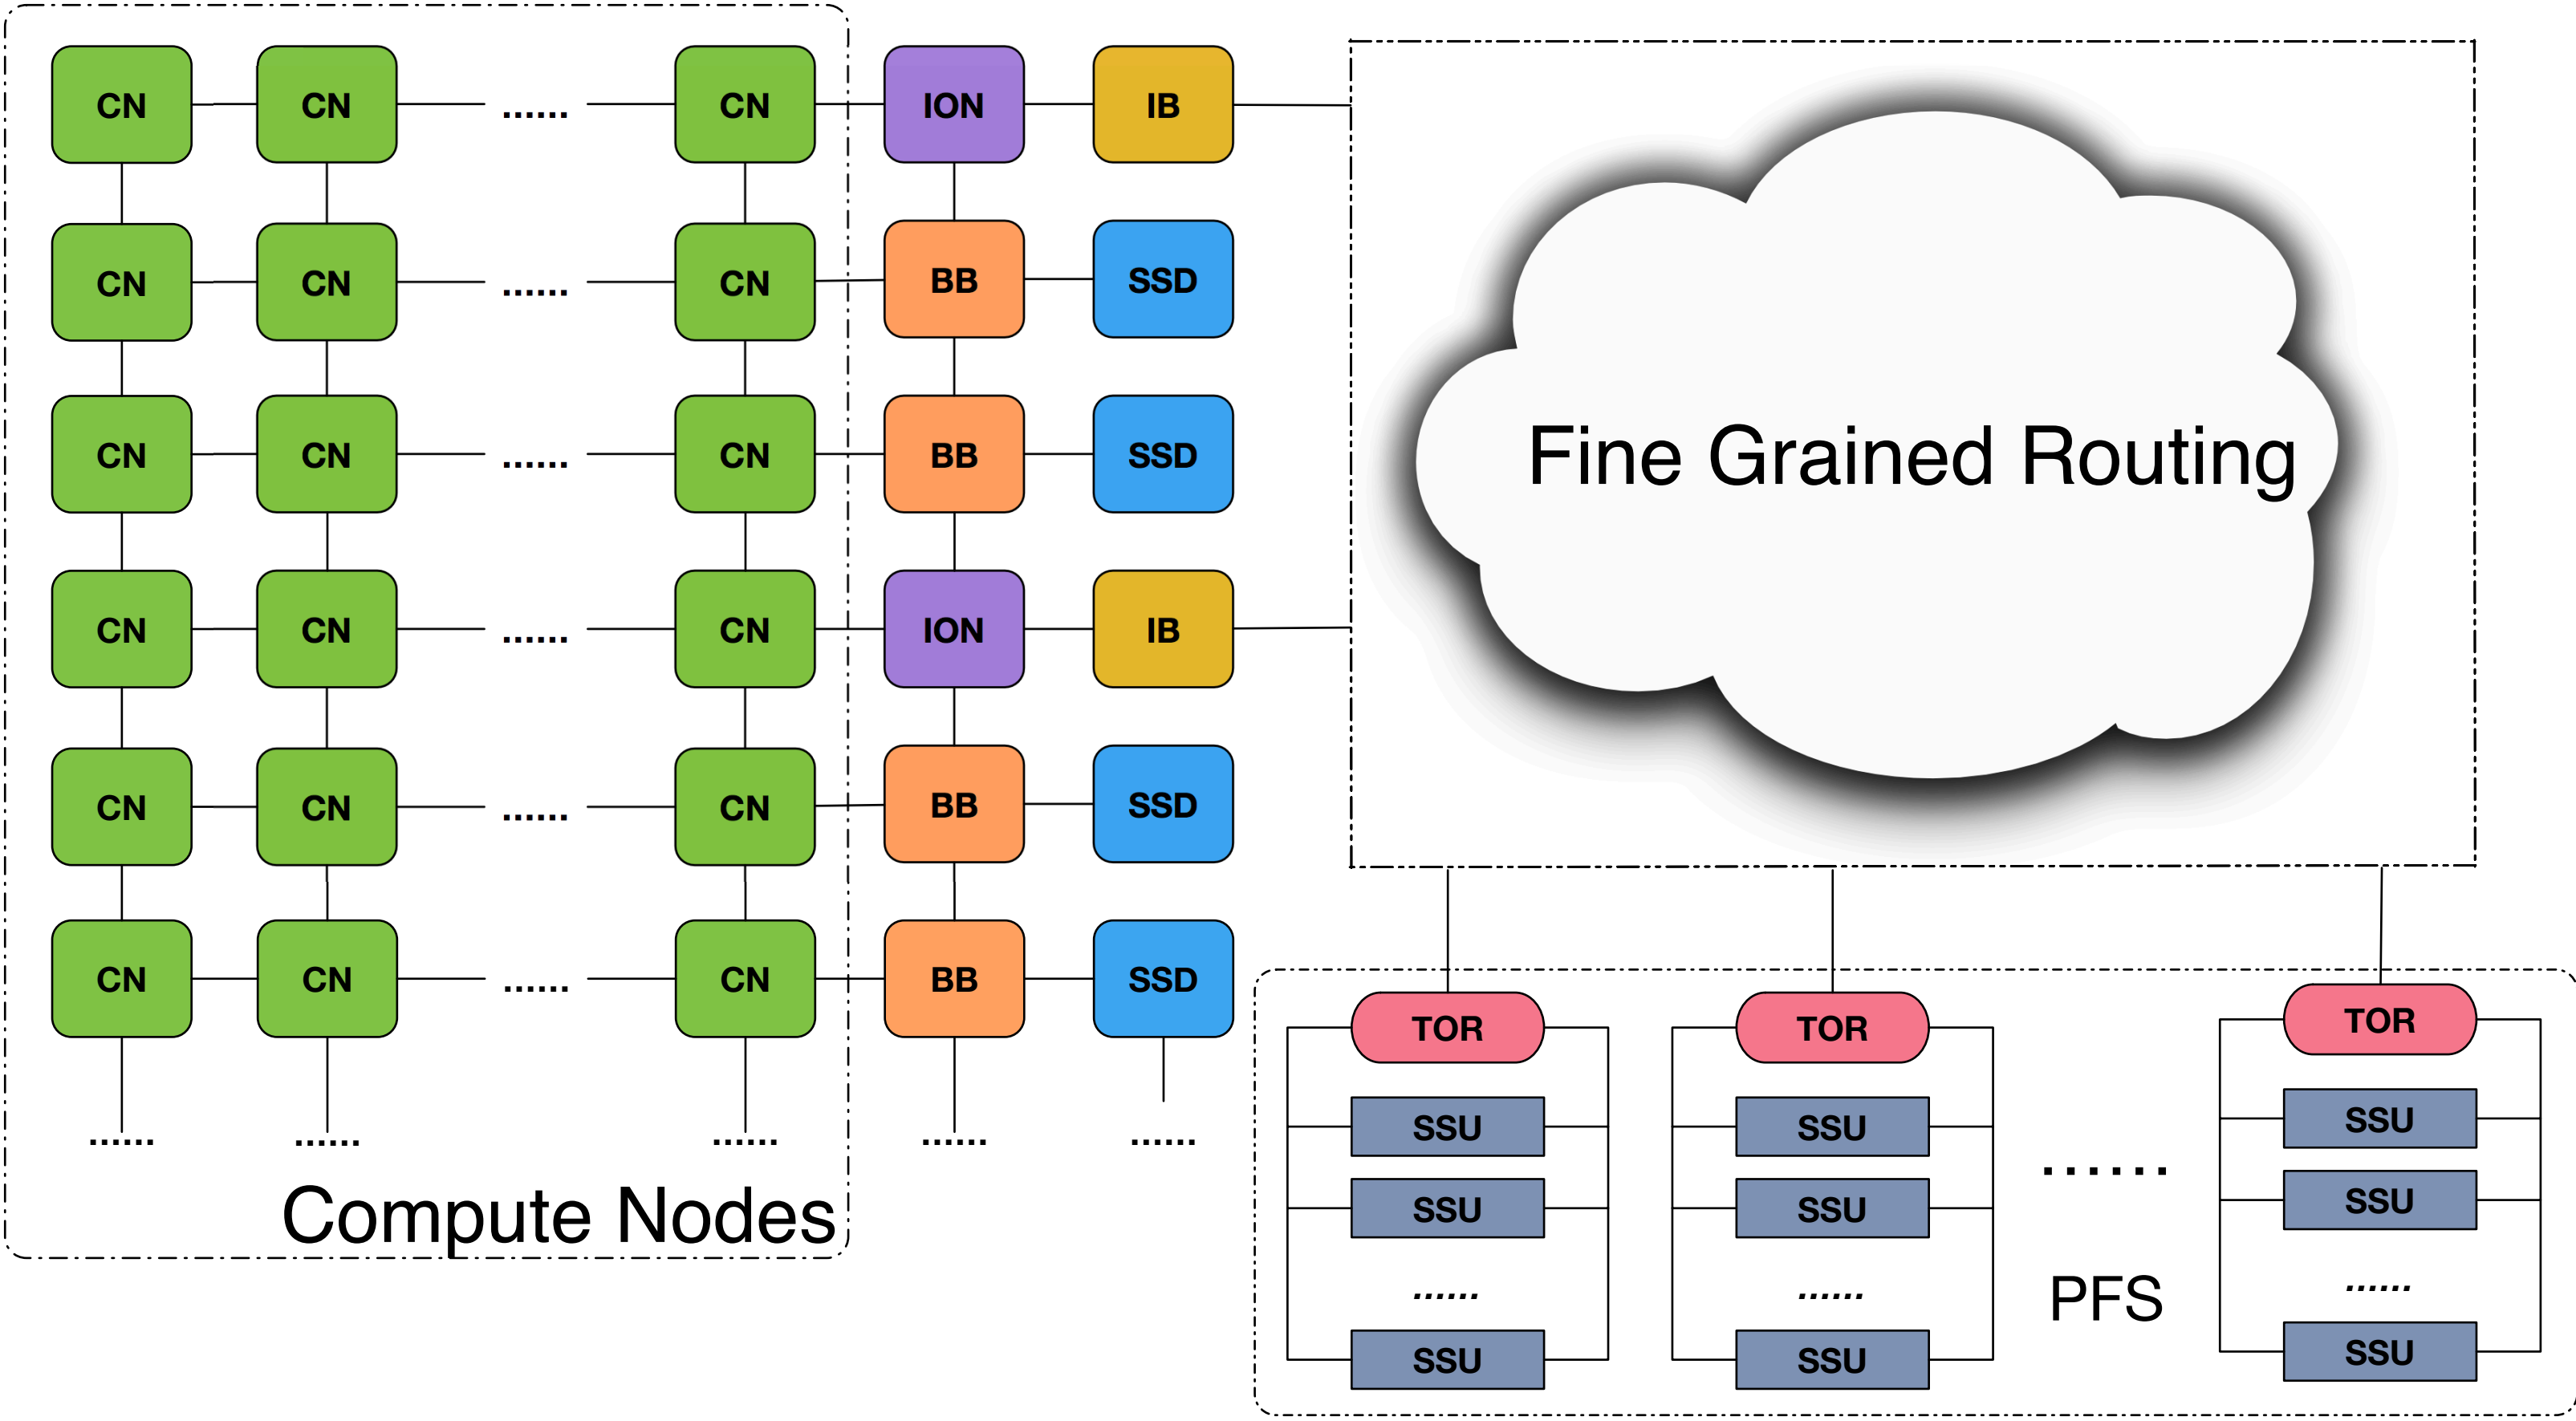 CN CN ...... CN ION IB
CN CN ...... CN BB SSD
CN CN ...... CN BB SSD
Fine Grained Routing
CN CN ...... CN ION IB
CN CN ...... CN BB SSD
CN CN ...... CN BB SSD
...... ...... ...... ...... ......
Compute Nodes
TOR TOR TOR
SSU SSU SSU
......
SSU SSU SSU
...... ...... ......
PFS
SSU SSU SSU